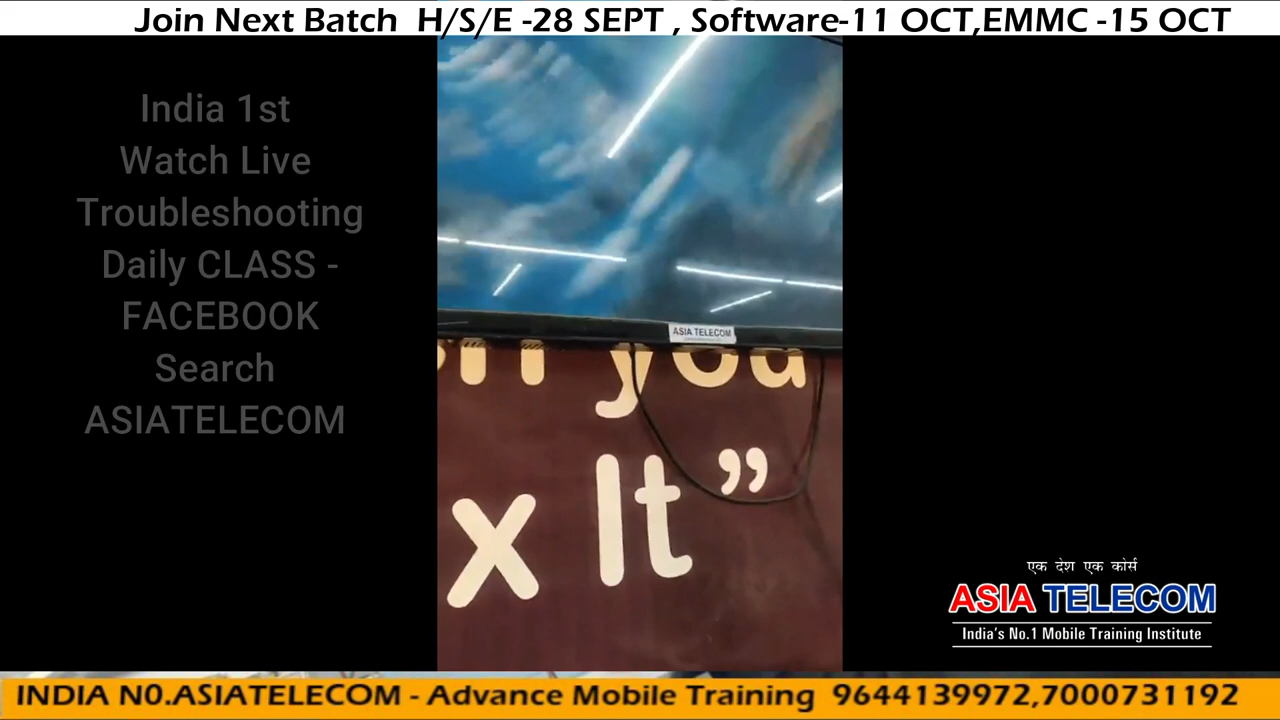 Join Next Batch H/S/E -28 SEPT , Software-11 OCT,EMMC -15 OCT
India 1st
Watch Live
Troubleshooting
Daily CLASS -
FACEBOOK
Search
ASIATELECOM
ASIA TELECOM
you
x It”
एक देश एक कोर्स
ASIA TELECOM
India's No.1 Mobile Training Institute
INDIA N0.ASIATELECOM - Advance Mobile Training 9644139972,7000731192